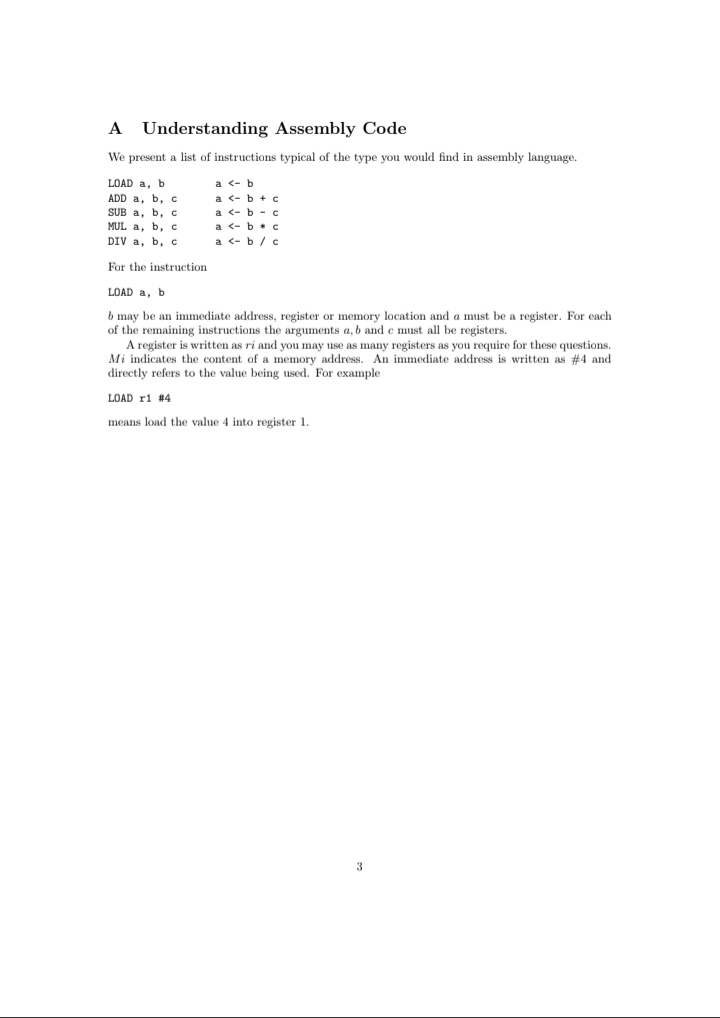 A Understanding Assembly Code
We present a list of instructions typical of the type you would find in assembly language.
LOAD a, b a <- b
ADD a, b, c a <- b + c
SUB a, b, c a <- b - c
MUL a, b, c a <- b * c
DIV a, b, c a <- b / c
For the instruction
LOAD a, b
b may be an immediate address, register or memory location and a must be a register. For each
of the remaining instructions the arguments a, b and c must all be registers.
A register is written as ri and you may use as many registers as you require for these questions.
Mi indicates the content of a memory address. An immediate address is written as #4 and
directly refers to the value being used. For example
LOAD r1 #4
means load the value 4 into register 1.
3